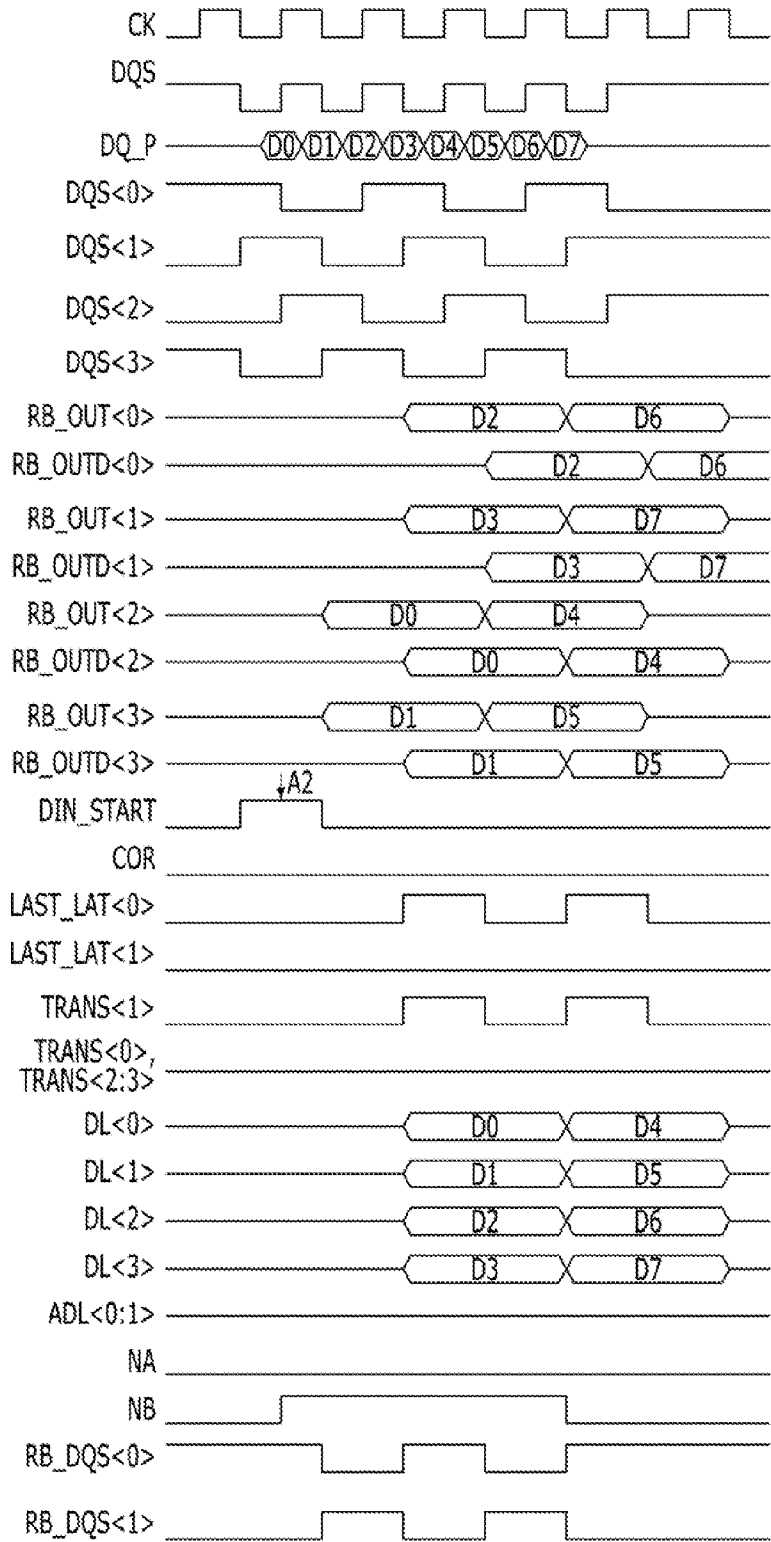 CK
DQS
DQ_P D0 D1 D2 D3 D4 D5 D6 D7
DQS<0>
DQS<1>
DQS<2>
DQS<3>
RB_OUT<0> D2 D6
RB_OUTD<0> D2 D6
RB_OUT<1> D3 D7
RB_OUTD<1> D3 D7
RB_OUT<2> D0 D4
RB_OUTD<2> D0 D4
RB_OUT<3> D1 D5
RB_OUTD<3> D1 D5
A2
DIN_START
COR
LAST_LAT<0>
LAST_LAT<1>
TRANS<1>
TRANS<0>,
TRANS<2:3>
DL<0> D0 D4
DL<1> D1 D5
DL<2> D2 D6
DL<3> D3 D7
ADL<0:1>
NA
NB
RB_DQS<0>
RB_DQS<1>